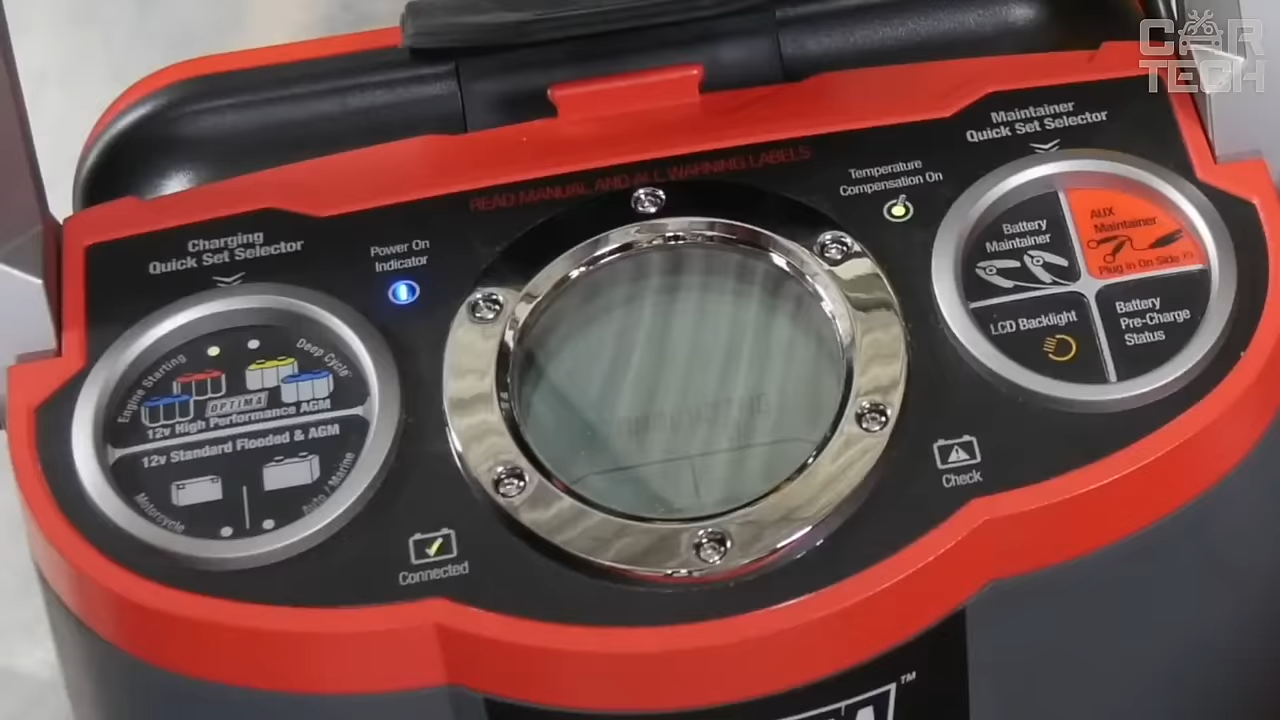 CAR
TECH
READ MANUAL AND ALL WARNING LABELS
Charging
Quick Set Selector
Power On
Indicator
Temperature
Compensation On
Maintainer
Quick Set Selector
Engine Starting
Deep Cycle
OPTIMA
12v High Performance AGM
12v Standard Flooded & AGM
Motorcycle
Auto / Marine
Connected
Battery
Maintainer
AUX
Maintainer
Plug in On Side
LCD Backlight
Battery
Pre-Charge
Status
Check
TM